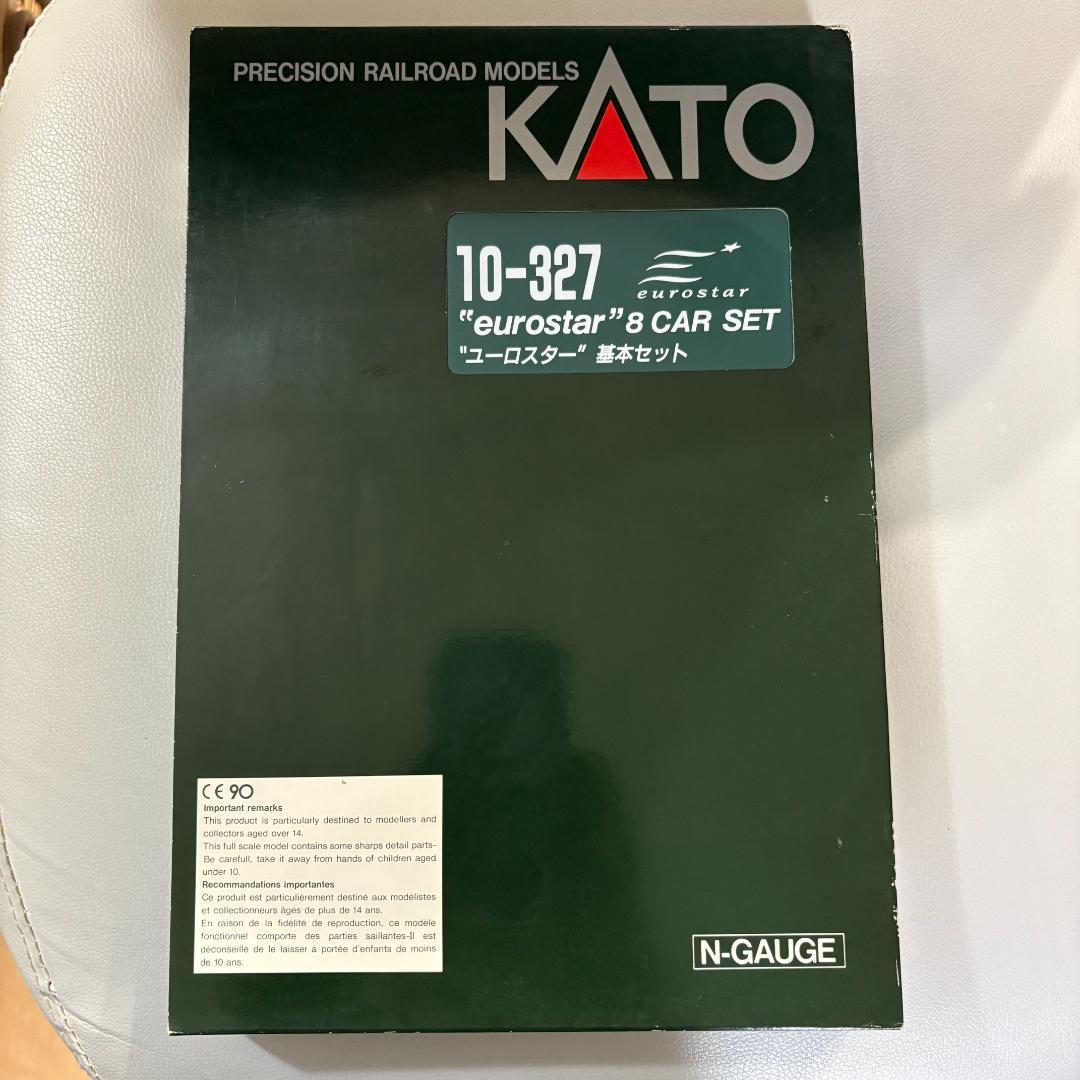 PRECISION RAILROAD MODELS
KATO
10-327
eurostar
"eurostar" 8 CAR SET
"ユーロスター" 基本セット
CE 90
Important remarks
This product is particularly destined to modellers and
collectors aged over 14.
This full scale model contains some sharps detail parts-
Be carefull, take it away from hands of children aged
under 10.
Recommandations importantes
Ce produit est particulièrement destiné aux modélistes
et collectionneurs âgés de plus de 14 ans.
En raison de la fidélité de reproduction, ce modèle
fonctionnel comporte des parties saillantes-Il est
déconseillé de le laisser à portée d'enfants de moins
de 10 ans.
N-GAUGE